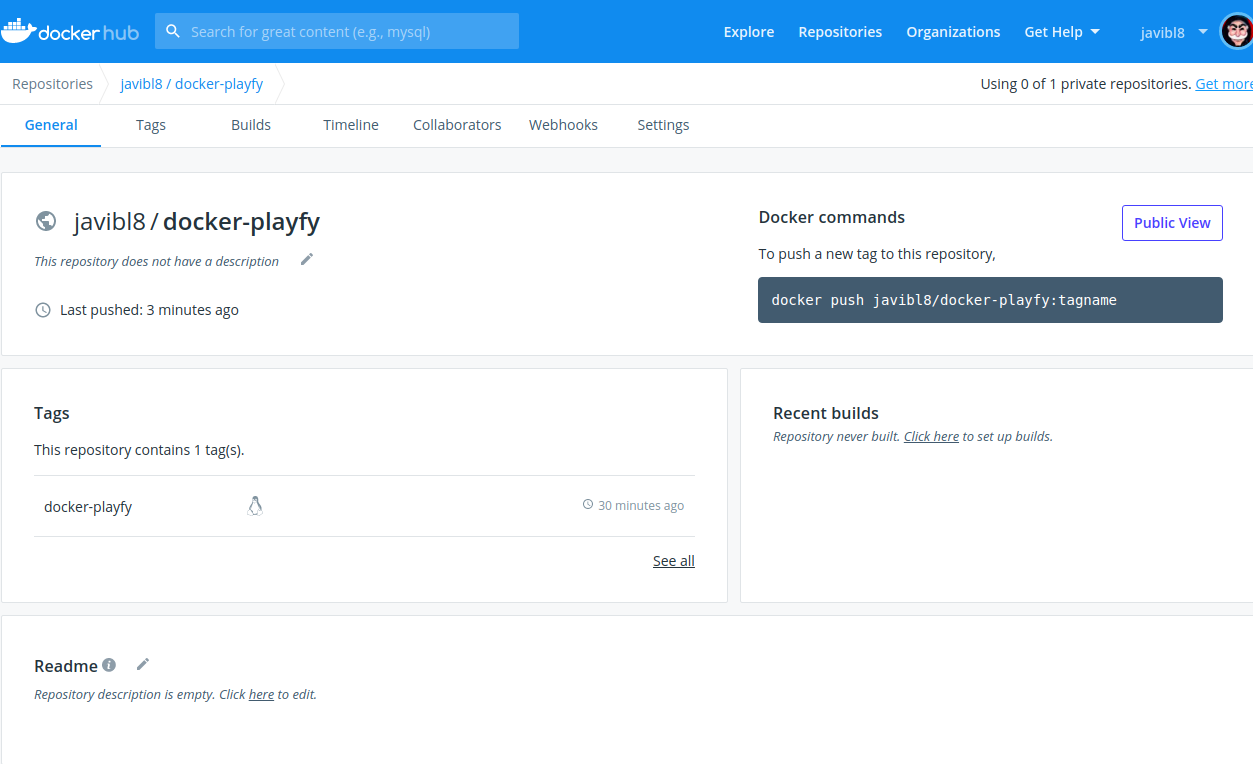 docker hub
Search for great content (e.g., mysql)
Explore
Repositories
Organizations
Get Help
javibl8
Repositories
javibl8 / docker-playfy
Using 0 of 1 private repositories. Get more
General
Tags
Builds
Timeline
Collaborators
Webhooks
Settings
javibl8 / docker-playfy
This repository does not have a description
Last pushed: 3 minutes ago
Docker commands
Public View
To push a new tag to this repository,
docker push javibl8/docker-playfy:tagname
Tags
This repository contains 1 tag(s).
docker-playfy
30 minutes ago
See all
Recent builds
Repository never built. Click here to set up builds.
Readme
Repository description is empty. Click here to edit.